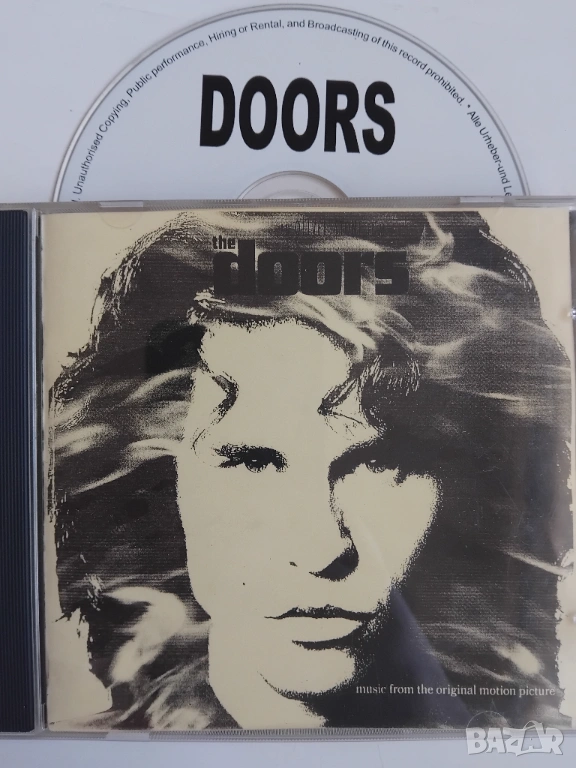 . Unauthorised Copying, Public performance, Hiring or Rental, and Broadcasting of this record prohibited. • Alle Urheber-und Le
DOORS
the
doors
music from the original motion picture
BAZAR